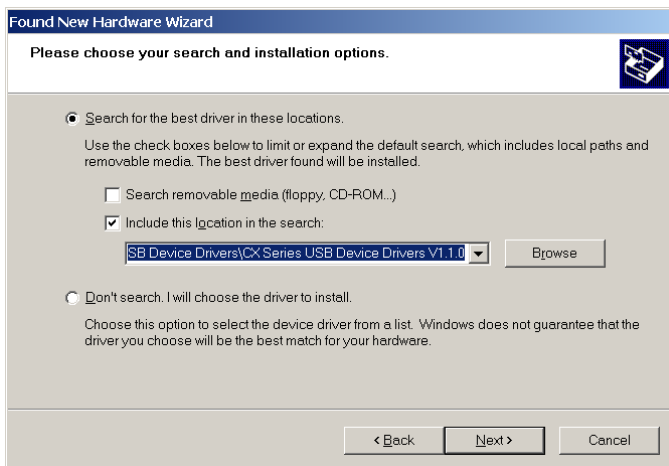 Found New Hardware Wizard
Please choose your search and installation options.
Search for the best driver in these locations.
Use the check boxes below to limit or expand the default search, which includes local paths and
removable media. The best driver found will be installed.
Search removable media (floppy, CD-ROM...)
Include this location in the search:
SB Device Drivers\CX Series USB Device Drivers V1.1.0
Browse
Don't search. I will choose the driver to install.
Choose this option to select the device driver from a list. Windows does not guarantee that the
driver you choose will be the best match for your hardware.
< Back Next > Cancel